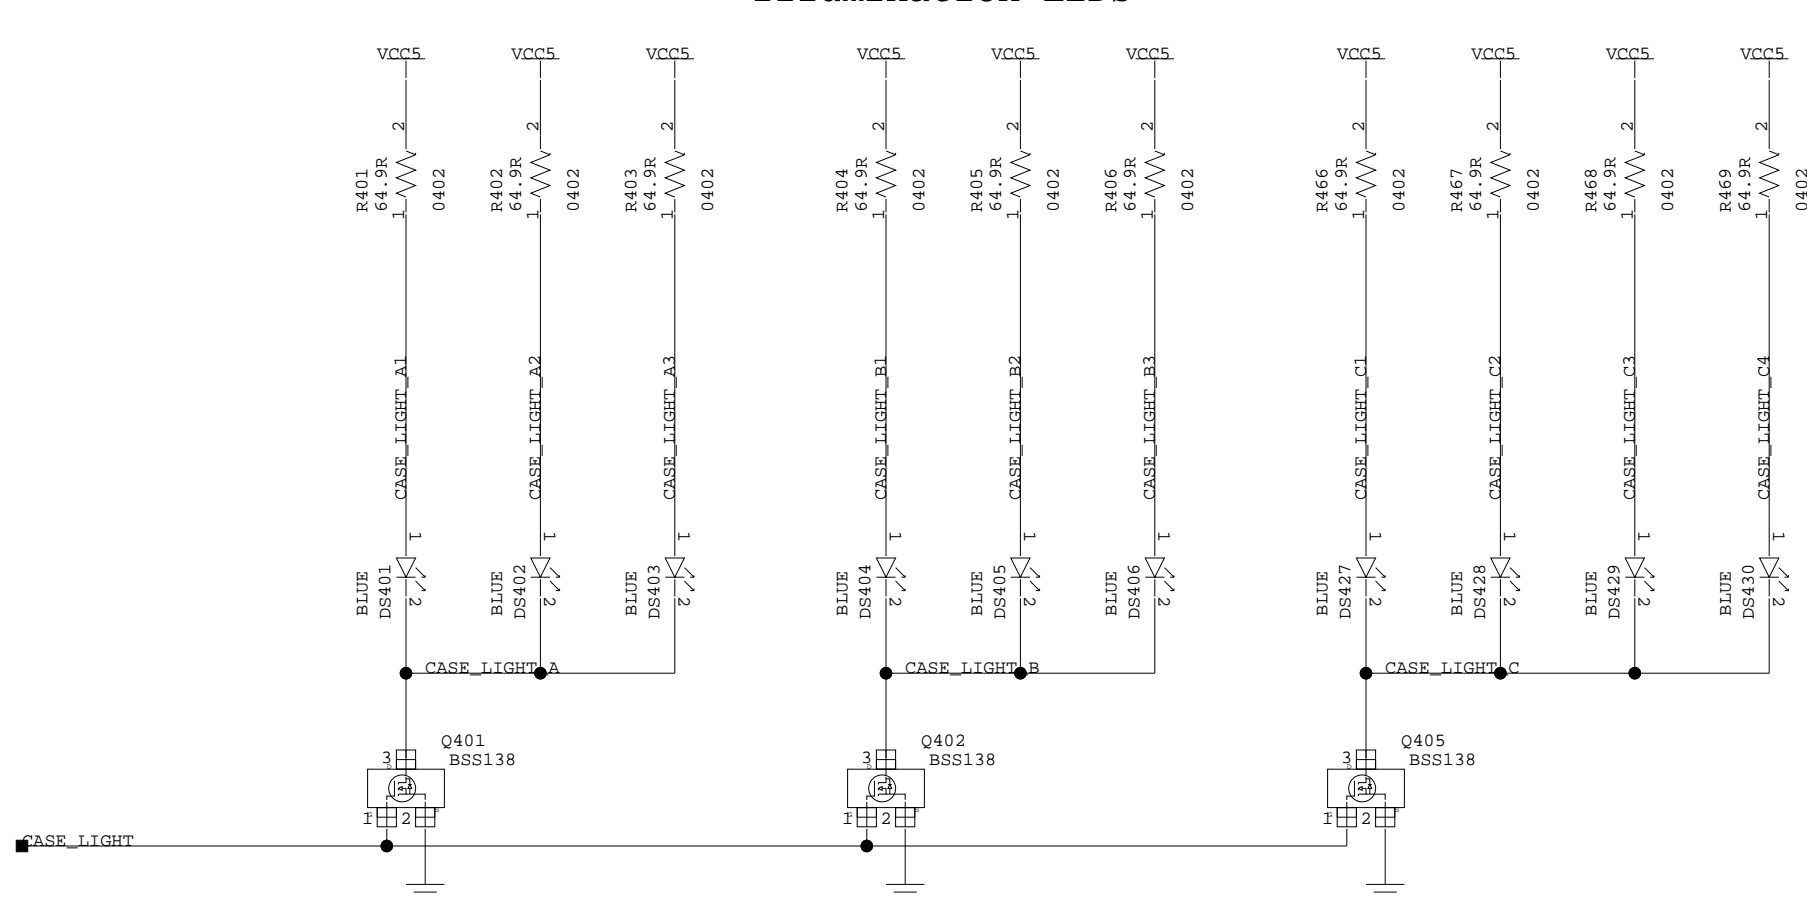 Illumination LEDs
VCC5 VCC5 VCC5 VCC5 VCC5 VCC5 VCC5 VCC5 VCC5 VCC5
2 2 2 2 2 2 2 2 2 2
R401 64.9R 0402
R402 64.9R 0402
R403 64.9R 0402
R404 64.9R 0402
R405 64.9R 0402
R406 64.9R 0402
R466 64.9R 0402
R467 64.9R 0402
R468 64.9R 0402
R469 64.9R 0402
1 1 1 1 1 1 1 1 1 1
CASE_LIGHT_A1
CASE_LIGHT_A2
CASE_LIGHT_A3
CASE_LIGHT_B1
CASE_LIGHT_B2
CASE_LIGHT_B3
CASE_LIGHT_C1
CASE_LIGHT_C2
CASE_LIGHT_C3
CASE_LIGHT_C4
1 1 1 1 1 1 1 1 1 1
BLUE DS401
BLUE DS402
BLUE DS403
BLUE DS404
BLUE DS405
BLUE DS406
BLUE DS427
BLUE DS428
BLUE DS429
BLUE DS430
2 2 2 2 2 2 2 2 2 2
CASE_LIGHT_A CASE_LIGHT_B CASE_LIGHT_C
Q401 Q402 Q405
3 BSS138 3 BSS138 3 BSS138
1 2 1 2 1 2
CASE_LIGHT